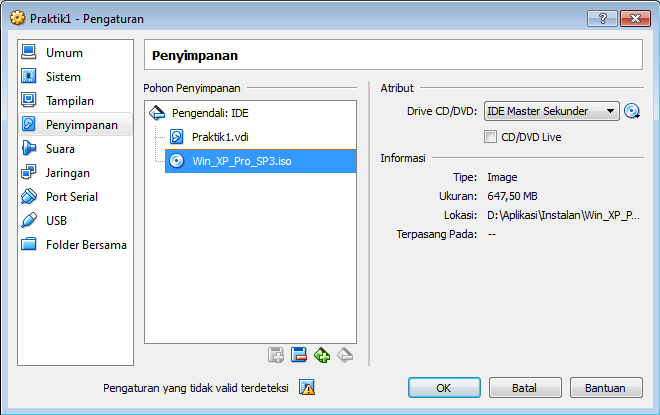 Praktik1 - Pengaturan
Umum
Sistem
Tampilan
Penyimpanan
Suara
Jaringan
Port Serial
USB
Folder Bersama
Penyimpanan
Pohon Penyimpanan
Pengendali: IDE
Praktik1.vdi
Win_XP_Pro_SP3.iso
Atribut
Drive CD/DVD: IDE Master Sekunder
CD/DVD Live
Informasi
Tipe: Image
Ukuran: 647,50 MB
Lokasi: D:\Aplikasi\Instalan\Win_XP_P...
Terpasang Pada: --
Pengaturan yang tidak valid terdeteksi
OK
Batal
Bantuan